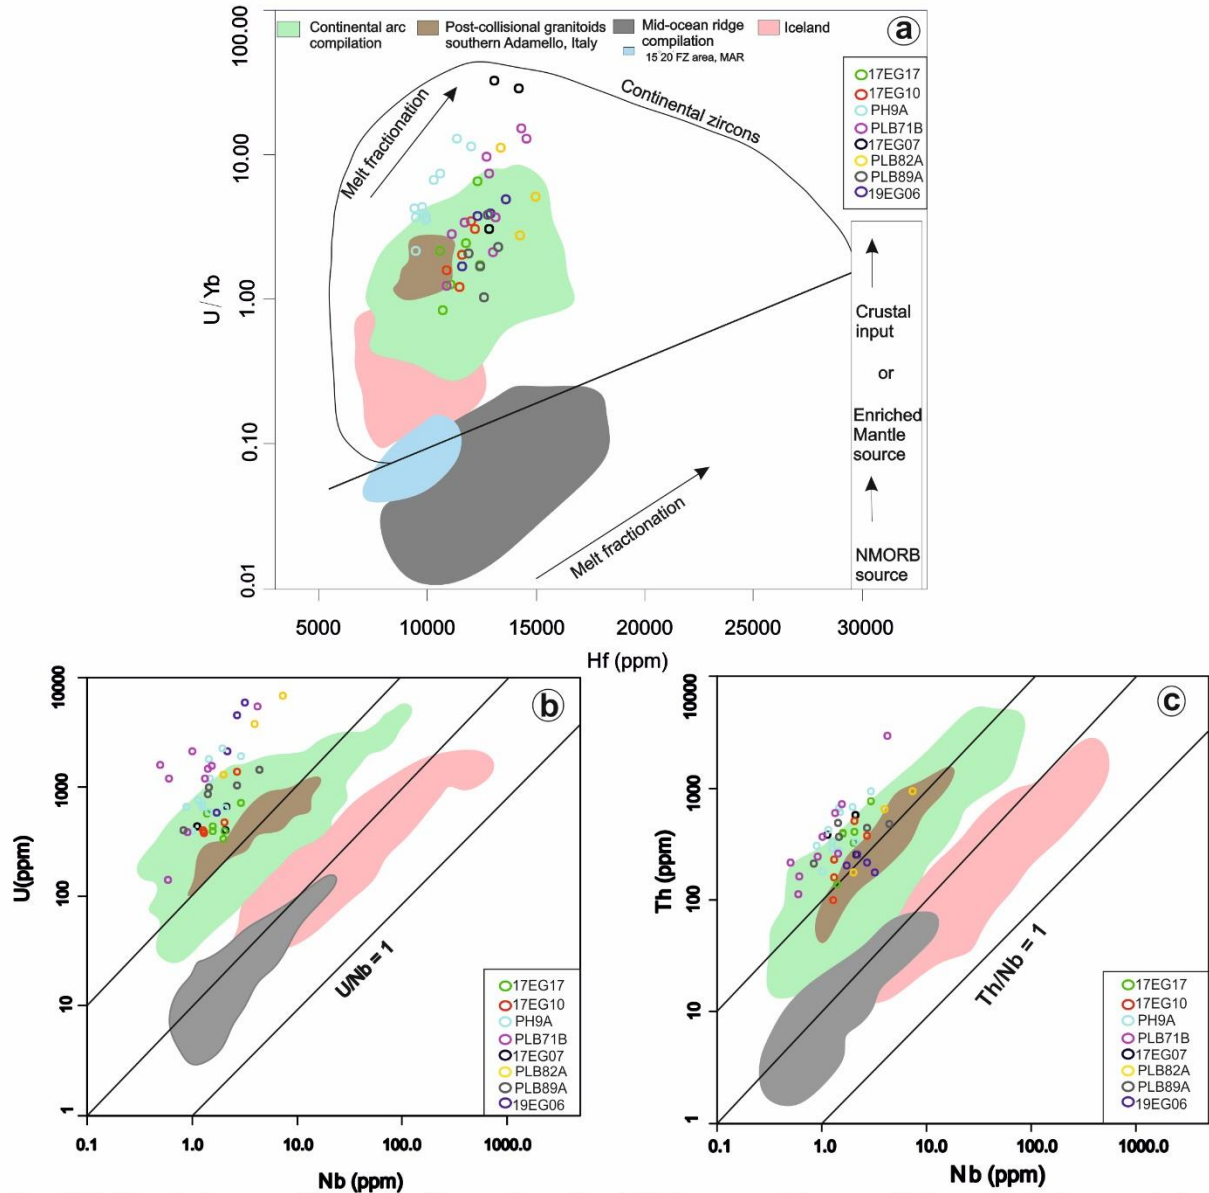 Continental arc
compilation
Post-collisional granitoids
southern Adamello, Italy
Mid-ocean ridge
compilation
15°20 FZ area, MAR
Iceland
a
17EG17
17EG10
PH9A
PLB71B
17EG07
PLB82A
PLB89A
19EG06
Melt fractionation
Continental zircons
Melt fractionation
Crustal
input
or
Enriched
Mantle
source
NMORB
source
U/Yb
100.00
10.00
1.00
0.10
0.01
5000 10000 15000 20000 25000 30000
Hf (ppm)
b
U(ppm)
10000
1000
100
10
1
U/Nb = 1
17EG17
17EG10
PH9A
PLB71B
17EG07
PLB82A
PLB89A
19EG06
0.1 1.0 10.0 100.0 1000.0
Nb (ppm)
c
Th (ppm)
10000
1000
100
10
1
Th/Nb = 1
17EG17
17EG10
PH9A
PLB71B
17EG07
PLB82A
PLB89A
19EG06
0.1 1.0 10.0 100.0 1000.0
Nb (ppm)